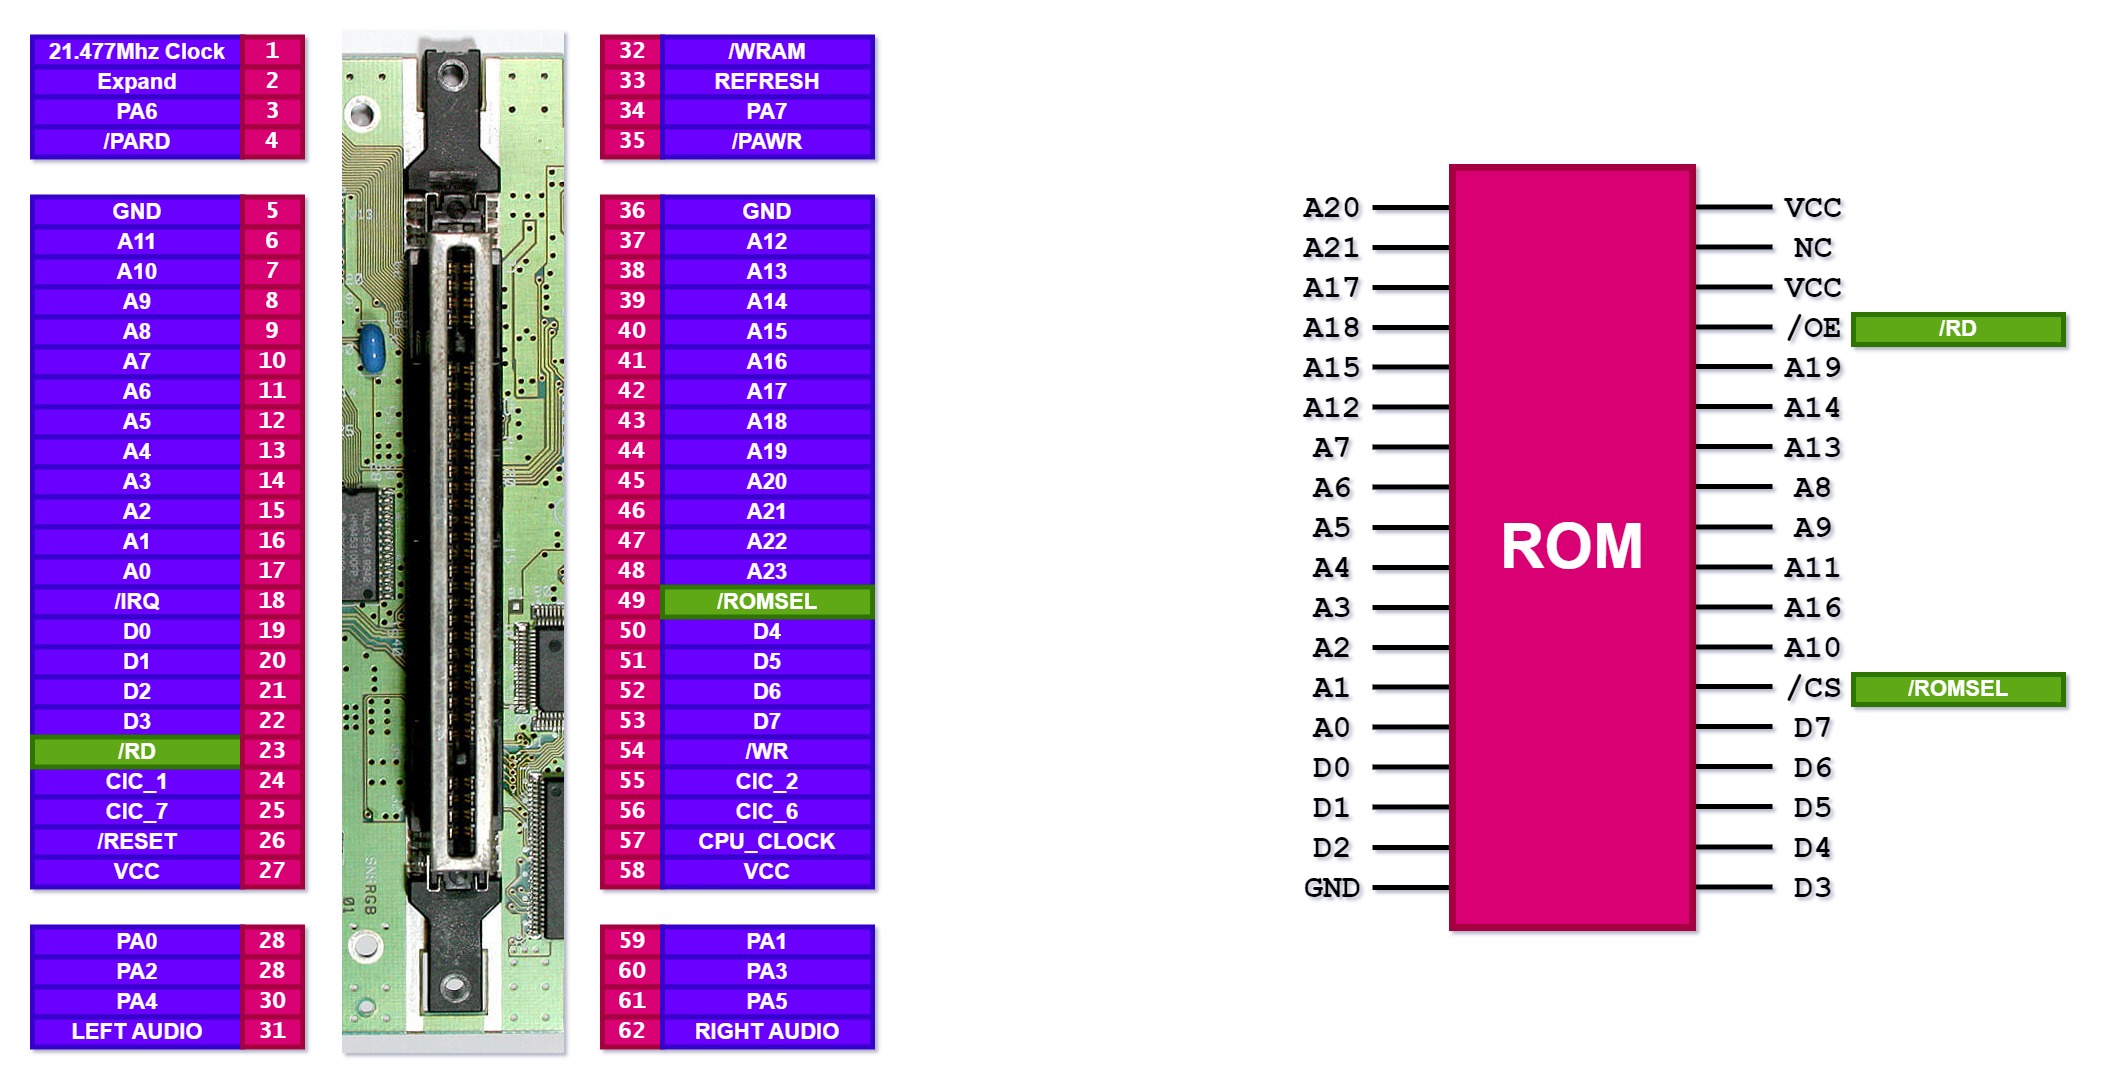 21.477Mhz Clock 1
Expand 2
PA6 3
/PARD 4
GND 5
A11 6
A10 7
A9 8
A8 9
A7 10
A6 11
A5 12
A4 13
A3 14
A2 15
A1 16
A0 17
/IRQ 18
D0 19
D1 20
D2 21
D3 22
/RD 23
CIC_1 24
CIC_7 25
/RESET 26
VCC 27
PA0 28
PA2 28
PA4 30
LEFT AUDIO 31
32 /WRAM
33 REFRESH
34 PA7
35 /PAWR
36 GND
37 A12
38 A13
39 A14
40 A15
41 A16
42 A17
43 A18
44 A19
45 A20
46 A21
47 A22
48 A23
49 /ROMSEL
50 D4
51 D5
52 D6
53 D7
54 /WR
55 CIC_2
56 CIC_6
57 CPU_CLOCK
58 VCC
59 PA1
60 PA3
61 PA5
62 RIGHT AUDIO
A20 VCC
A21 NC
A17 VCC
A18 /OE /RD
A15 A19
A12 A14
A7 A13
A6 A8
A5 A9
A4 A11
A3 A16
A2 A10
A1 /CS /ROMSEL
A0 D7
D0 D6
D1 D5
D2 D4
GND D3
ROM